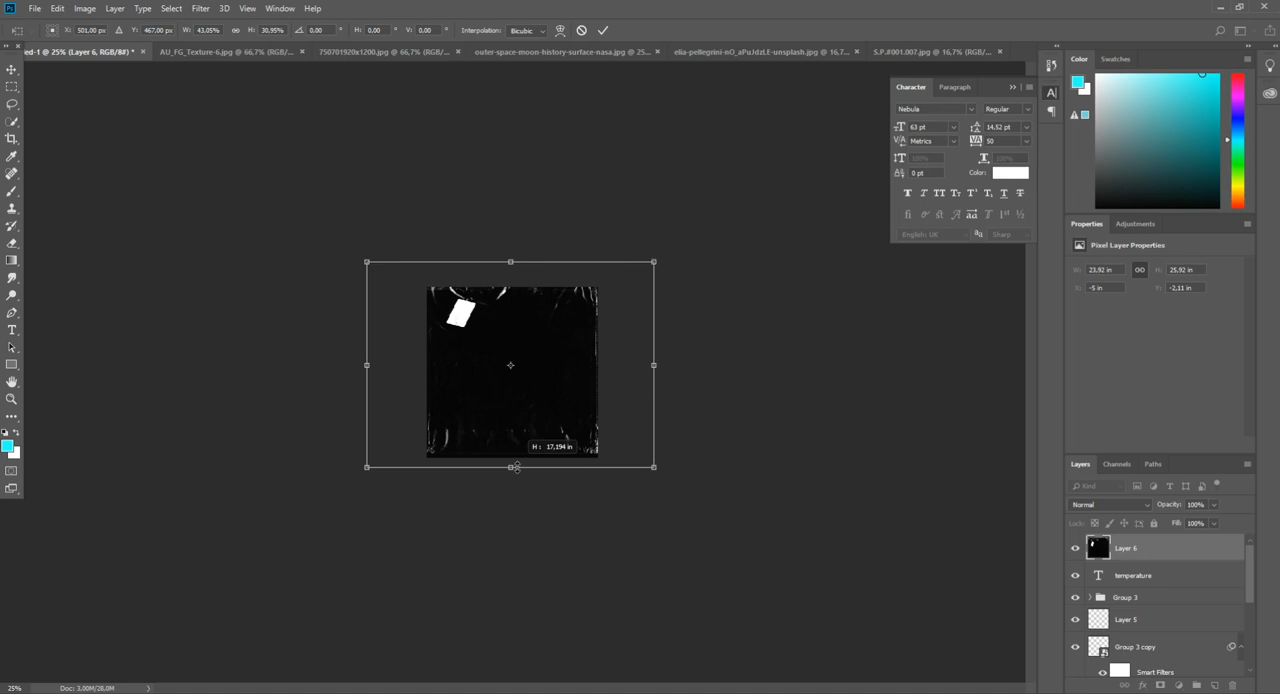 Ps File Edit Image Layer Type Select Filter 3D View Window Help
X: 501,00 px Y: 467,00 px W: 43,05% H: 30,95% 0,00 ° H: 0,00 ° V: 0,00 ° Interpolation: Bicubic
ed-1 @ 25% (Layer 6, RGB/8#) * × AU_FG_Texture-6.jpg @ 66,7% (RGB/... × 750701920x1200.jpg @ 66,7% (RGB/... × outer-space-moon-history-surface-nasa.jpg @ 25... × elia-pellegrini-nO_aPuJdzLE-unsplash.jpg @ 16,7... × S.P.#001.007.jpg @ 16,7% (RGB/... ×
Color Swatches
Character Paragraph
Nebula Regular
63 pt 14,52 pt
Metrics 50
100% 100%
0 pt Color:
English: UK aa Sharp
Properties Adjustments
Pixel Layer Properties
W: 23,92 in H: 25,92 in
X: -5 in Y: -2,11 in
H : 17,194 in
Layers Channels Paths
Kind
Normal Opacity: 100%
Lock: Fill: 100%
Layer 6
temperature
Group 3
Layer 5
Group 3 copy
Smart Filters
25% Doc: 3,00M/28,0M